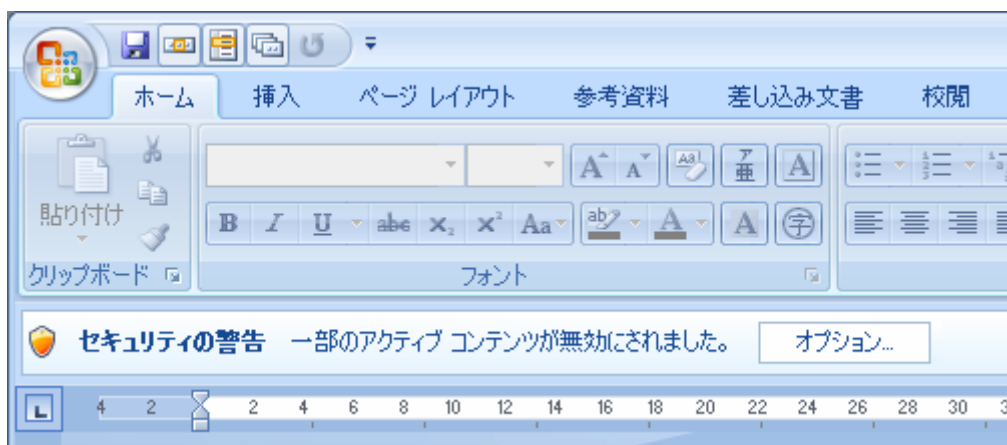 ホーム 挿入 ページ レイアウト 参考資料 差し込み文書 校閲
貼り付け
A A Aa ア亜 A
B I U abc x₂ x² Aa ab A A 字
クリップボード フォント
セキュリティの警告 一部のアクティブ コンテンツが無効にされました。 オプション...
L 4 2 2 4 6 8 10 12 14 16 18 20 22 24 26 28 30